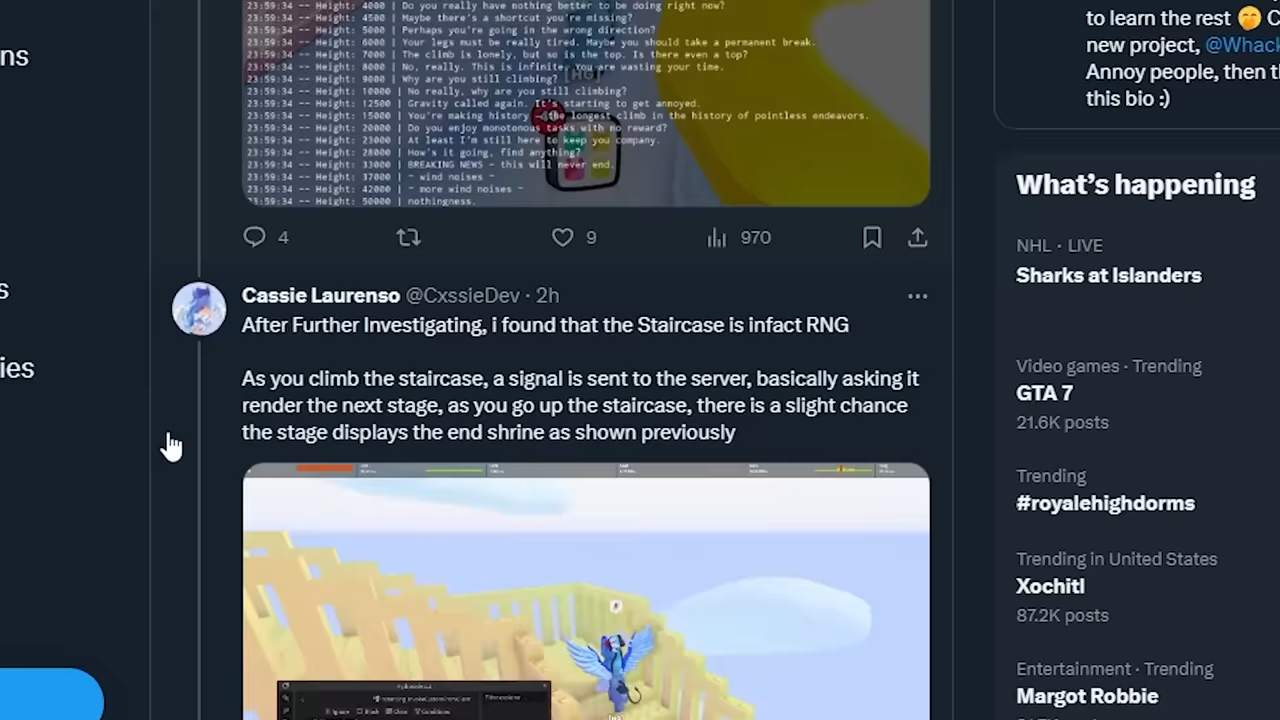 23:59:34 -- Height: 4000 | Do you really have nothing better to be doing right now?
23:59:34 -- Height: 4500 | Maybe there's a shortcut you're missing?
23:59:34 -- Height: 5000 | Perhaps you're going in the wrong direction?
23:59:34 -- Height: 6000 | Your legs must be really tired. Maybe you should take a permanent break.
23:59:34 -- Height: 7000 | The climb is lonely, but so is the top. Is there even a top?
23:59:34 -- Height: 8000 | No, really. This is infinite. You are wasting your time.
23:59:34 -- Height: 9000 | Why are you still climbing?
[HG]
23:59:34 -- Height: 10000 | No really, why are you still climbing?
23:59:34 -- Height: 12500 | Gravity called again. It's starting to get annoyed.
23:59:34 -- Height: 15000 | You're making history - the longest climb in the history of pointless endeavors.
23:59:34 -- Height: 20000 | Do you enjoy monotonous tasks with no reward?
23:59:34 -- Height: 23000 | At least I'm still here to keep you company.
23:59:34 -- Height: 28000 | How's it going, find anything?
23:59:34 -- Height: 33000 | BREAKING NEWS - this will never end.
23:59:34 -- Height: 37000 | ~ wind noises ~
23:59:34 -- Height: 42000 | ~ more wind noises ~
23:59:34 -- Height: 50000 | nothingness.
4 9 970
Cassie Laurenso @CxssieDev · 2h
After Further Investigating, i found that the Staircase is infact RNG
As you climb the staircase, a signal is sent to the server, basically asking it
render the next stage, as you go up the staircase, there is a slight chance
the stage displays the end shrine as shown previously
ns
s
ies
to learn the rest
new project, @Whack
Annoy people, then t
this bio :)
What's happening
NHL · LIVE
Sharks at Islanders
Video games · Trending
GTA 7
21.6K posts
Trending
#royalehighdorms
Trending in United States
Xochitl
87.2K posts
Entertainment · Trending
Margot Robbie